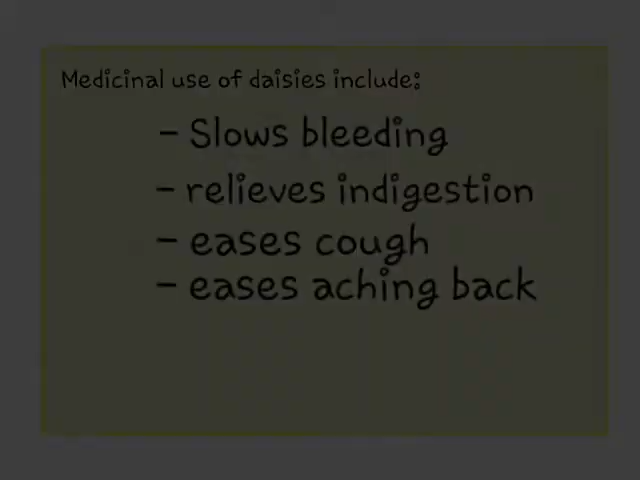 Medicinal use of daisies include:
- Slows bleeding
- relieves indigestion
- eases cough
- eases aching back